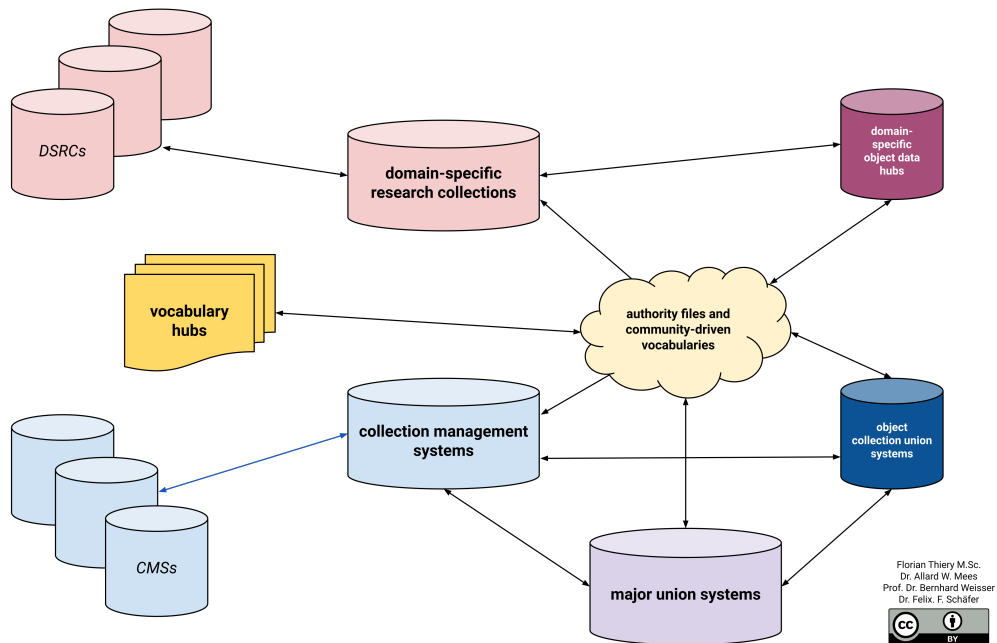 DSRCs
domain-specific
research collections
domain-
specific
object data
hubs
vocabulary
hubs
authority files and
community-driven
vocabularies
collection management
systems
object
collection union
systems
CMSs
major union systems
Florian Thiery M.Sc.
Dr. Allard W. Mees
Prof. Dr. Bernhard Weisser
Dr. Felix. F. Schäfer
cc
BY